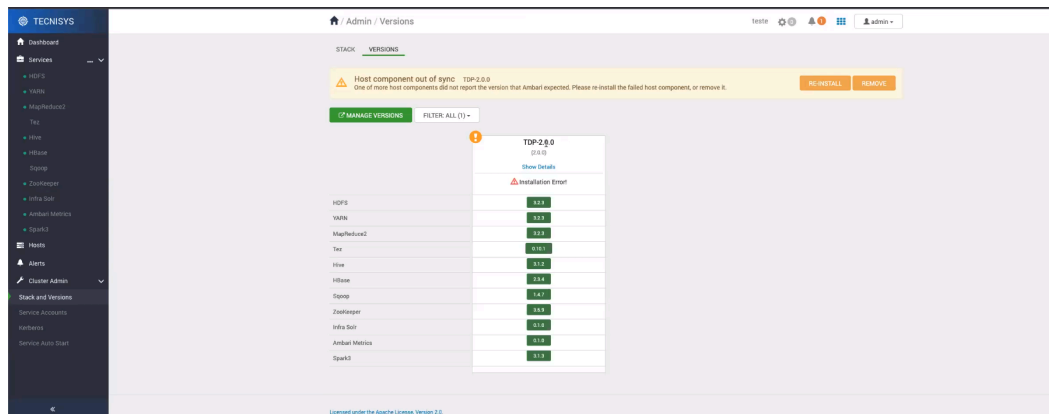 TECNISYS
Dashboard
Services ...
HDFS
YARN
MapReduce2
Tez
Hive
HBase
Sqoop
ZooKeeper
Infra Solr
Ambari Metrics
Spark3
Hosts
Alerts
Cluster Admin
Stack and Versions
Service Accounts
Kerberos
Service Auto Start
«
/ Admin / Versions
teste 0 1 admin
STACK VERSIONS
Host component out of sync TDP-2.0.0
One of more host components did not report the version that Ambari expected. Please re-install the failed host component, or remove it.
RE-INSTALL REMOVE
MANAGE VERSIONS FILTER: ALL (1)
TDP-2.0.0
(2.0.0)
Show Details
Installation Error!
HDFS 3.2.3
YARN 3.2.3
MapReduce2 3.2.3
Tez 0.10.1
Hive 3.1.2
HBase 2.3.4
Sqoop 1.4.7
ZooKeeper 3.5.9
Infra Solr 0.1.0
Ambari Metrics 0.1.0
Spark3 3.1.3
Licensed under the Apache License, Version 2.0.